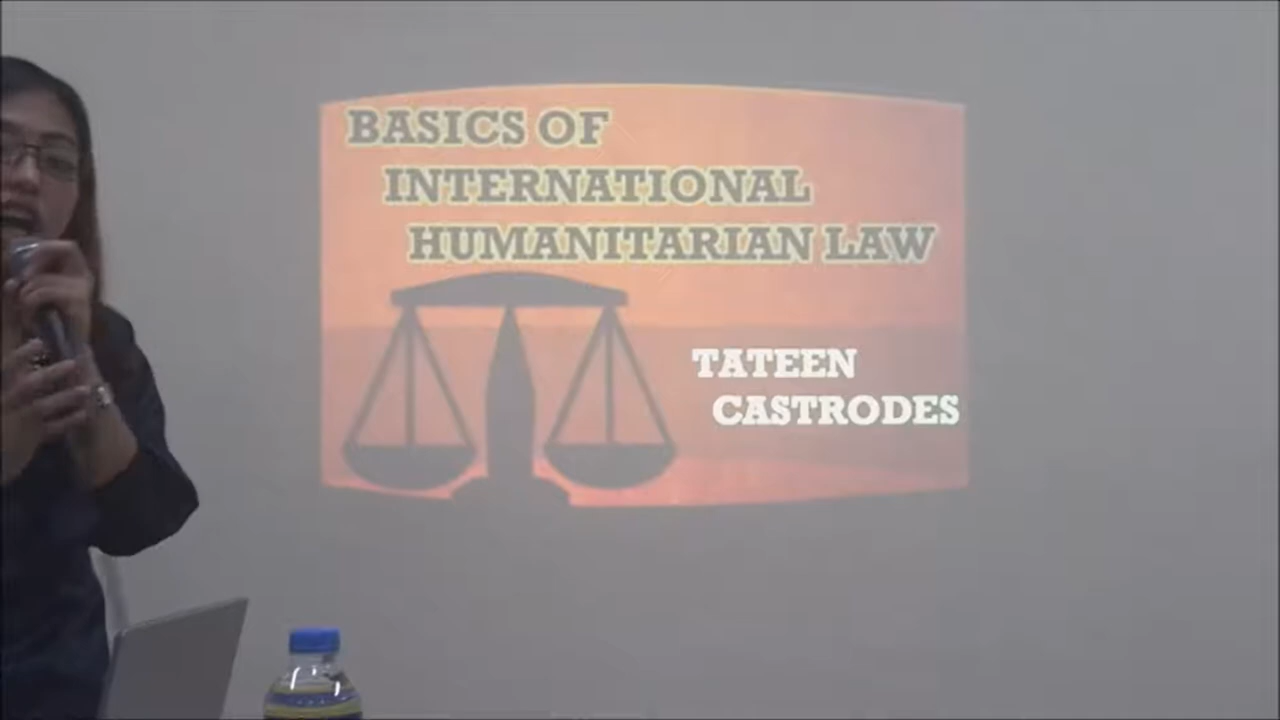 BASICS OF
INTERNATIONAL
HUMANITARIAN LAW
TATEEN
CASTRODES